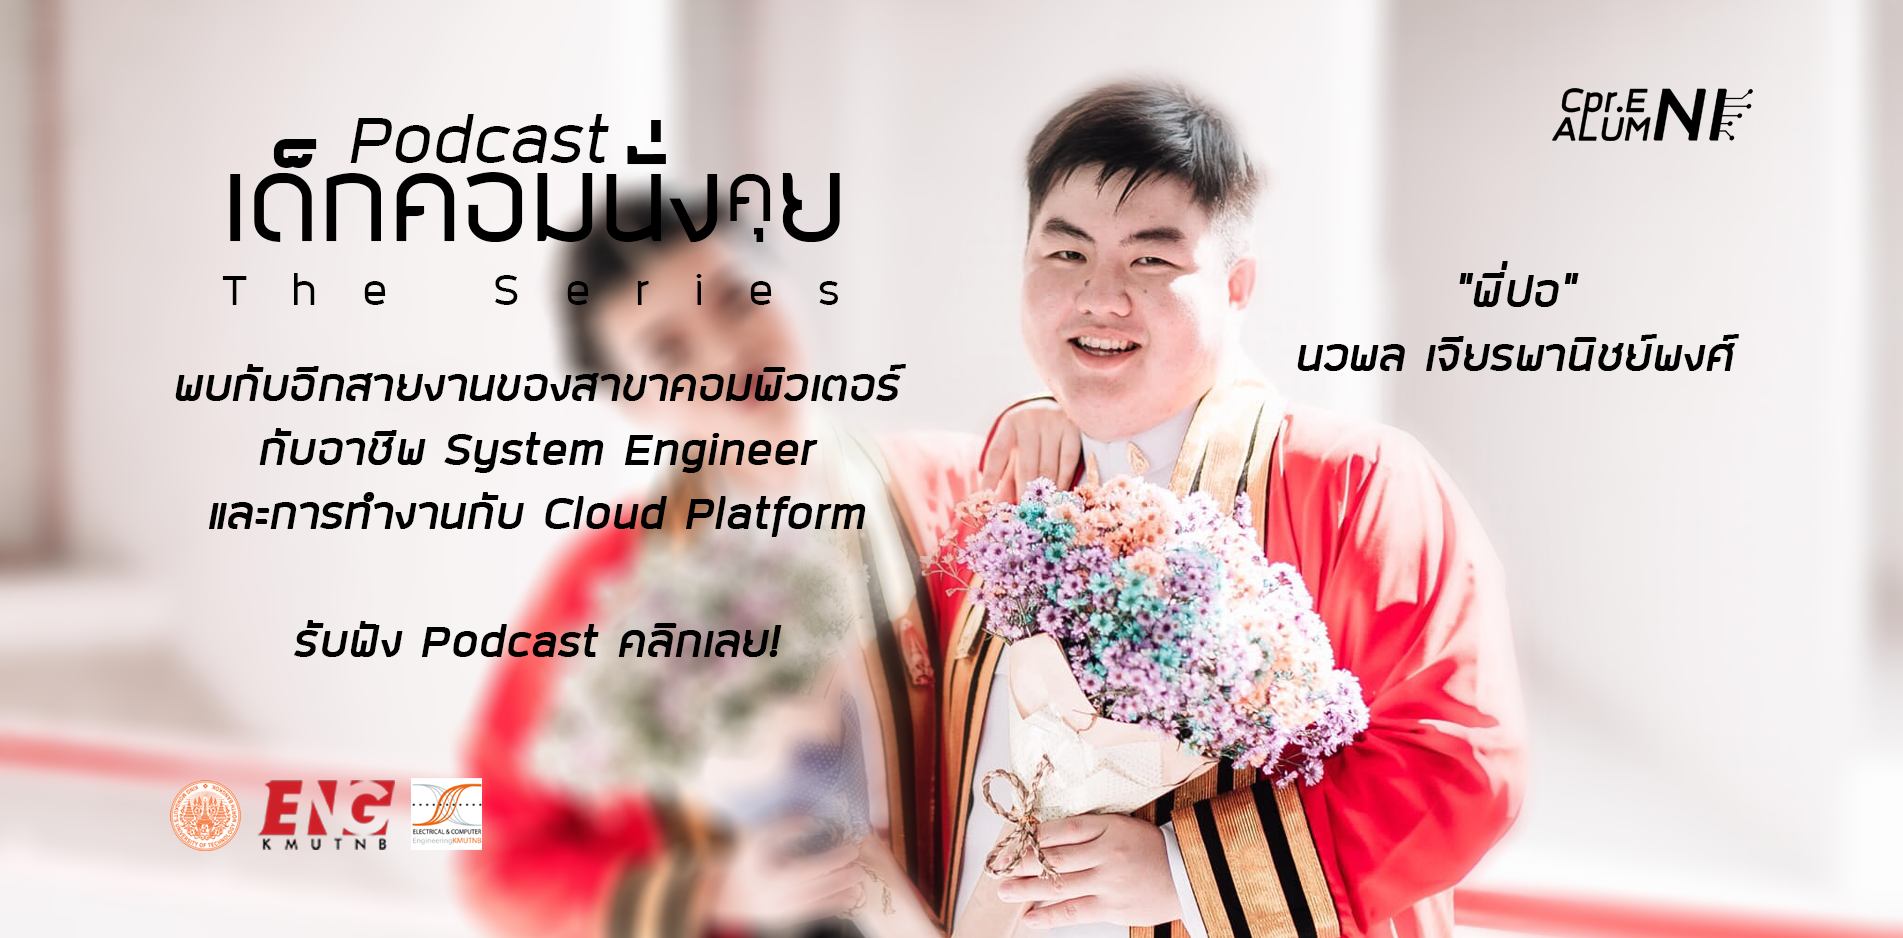 Podcast
เด็กคอมนั่งคุย
The Series
พบกับอีกสายงานของสาขาคอมพิวเตอร์
กับอาชีพ System Engineer
และการทำงานกับ Cloud Platform
รับฟัง Podcast คลิกเลย!
Cpr.E
ALUMNI
"พี่ปอ"
นวพล เจียรพานิชย์พงศ์
ENG
KMUTNB
ELECTRICAL & COMPUTER
EngineeringKMUTNB